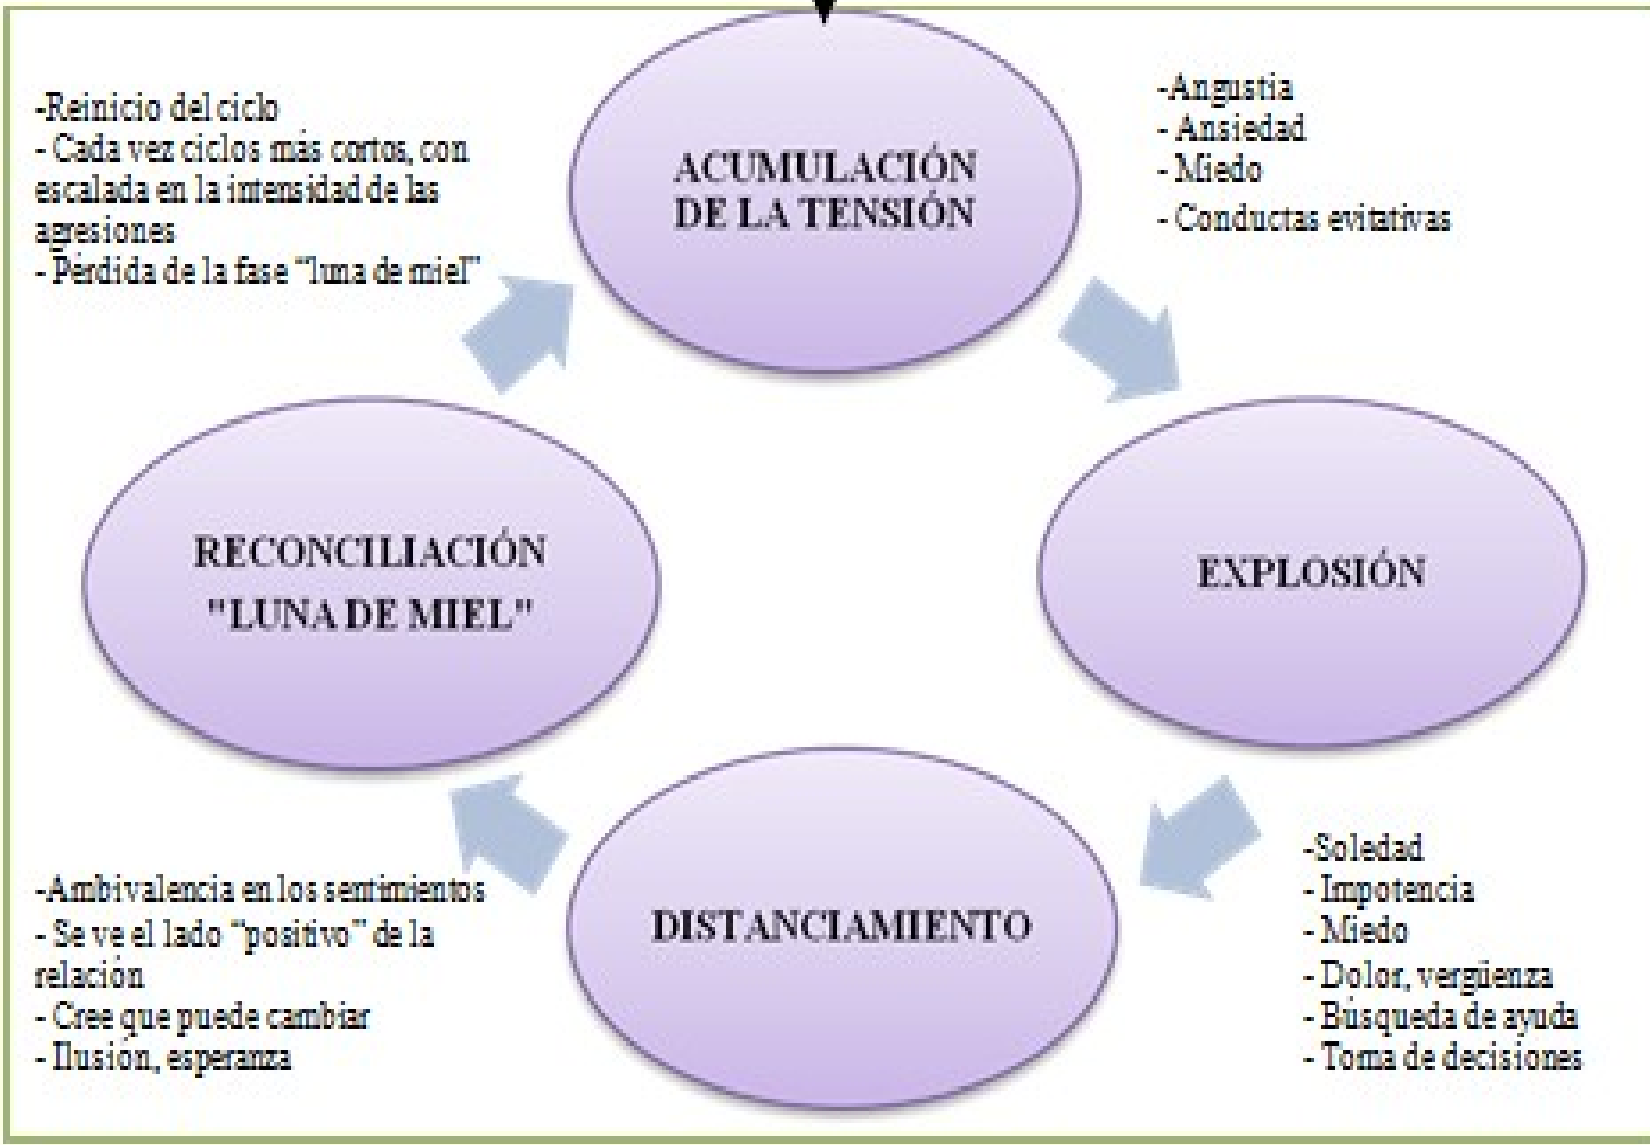 ACUMULACIÓN
DE LA TENSIÓN
-Angustia
- Ansiedad
- Miedo
- Conductas evitativas
EXPLOSIÓN
-Soledad
- Impotencia
- Miedo
- Dolor, vergüenza
- Búsqueda de ayuda
- Toma de decisiones
DISTANCIAMIENTO
-Ambivalencia en los sentimientos
- Se ve el lado “positivo” de la
relación
- Cree que puede cambiar
- Ilusión, esperanza
RECONCILIACIÓN
"LUNA DE MIEL"
-Reinicio del ciclo
- Cada vez ciclos más cortos, con
escalada en la intensidad de las
agresiones
- Pérdida de la fase “luna de miel”